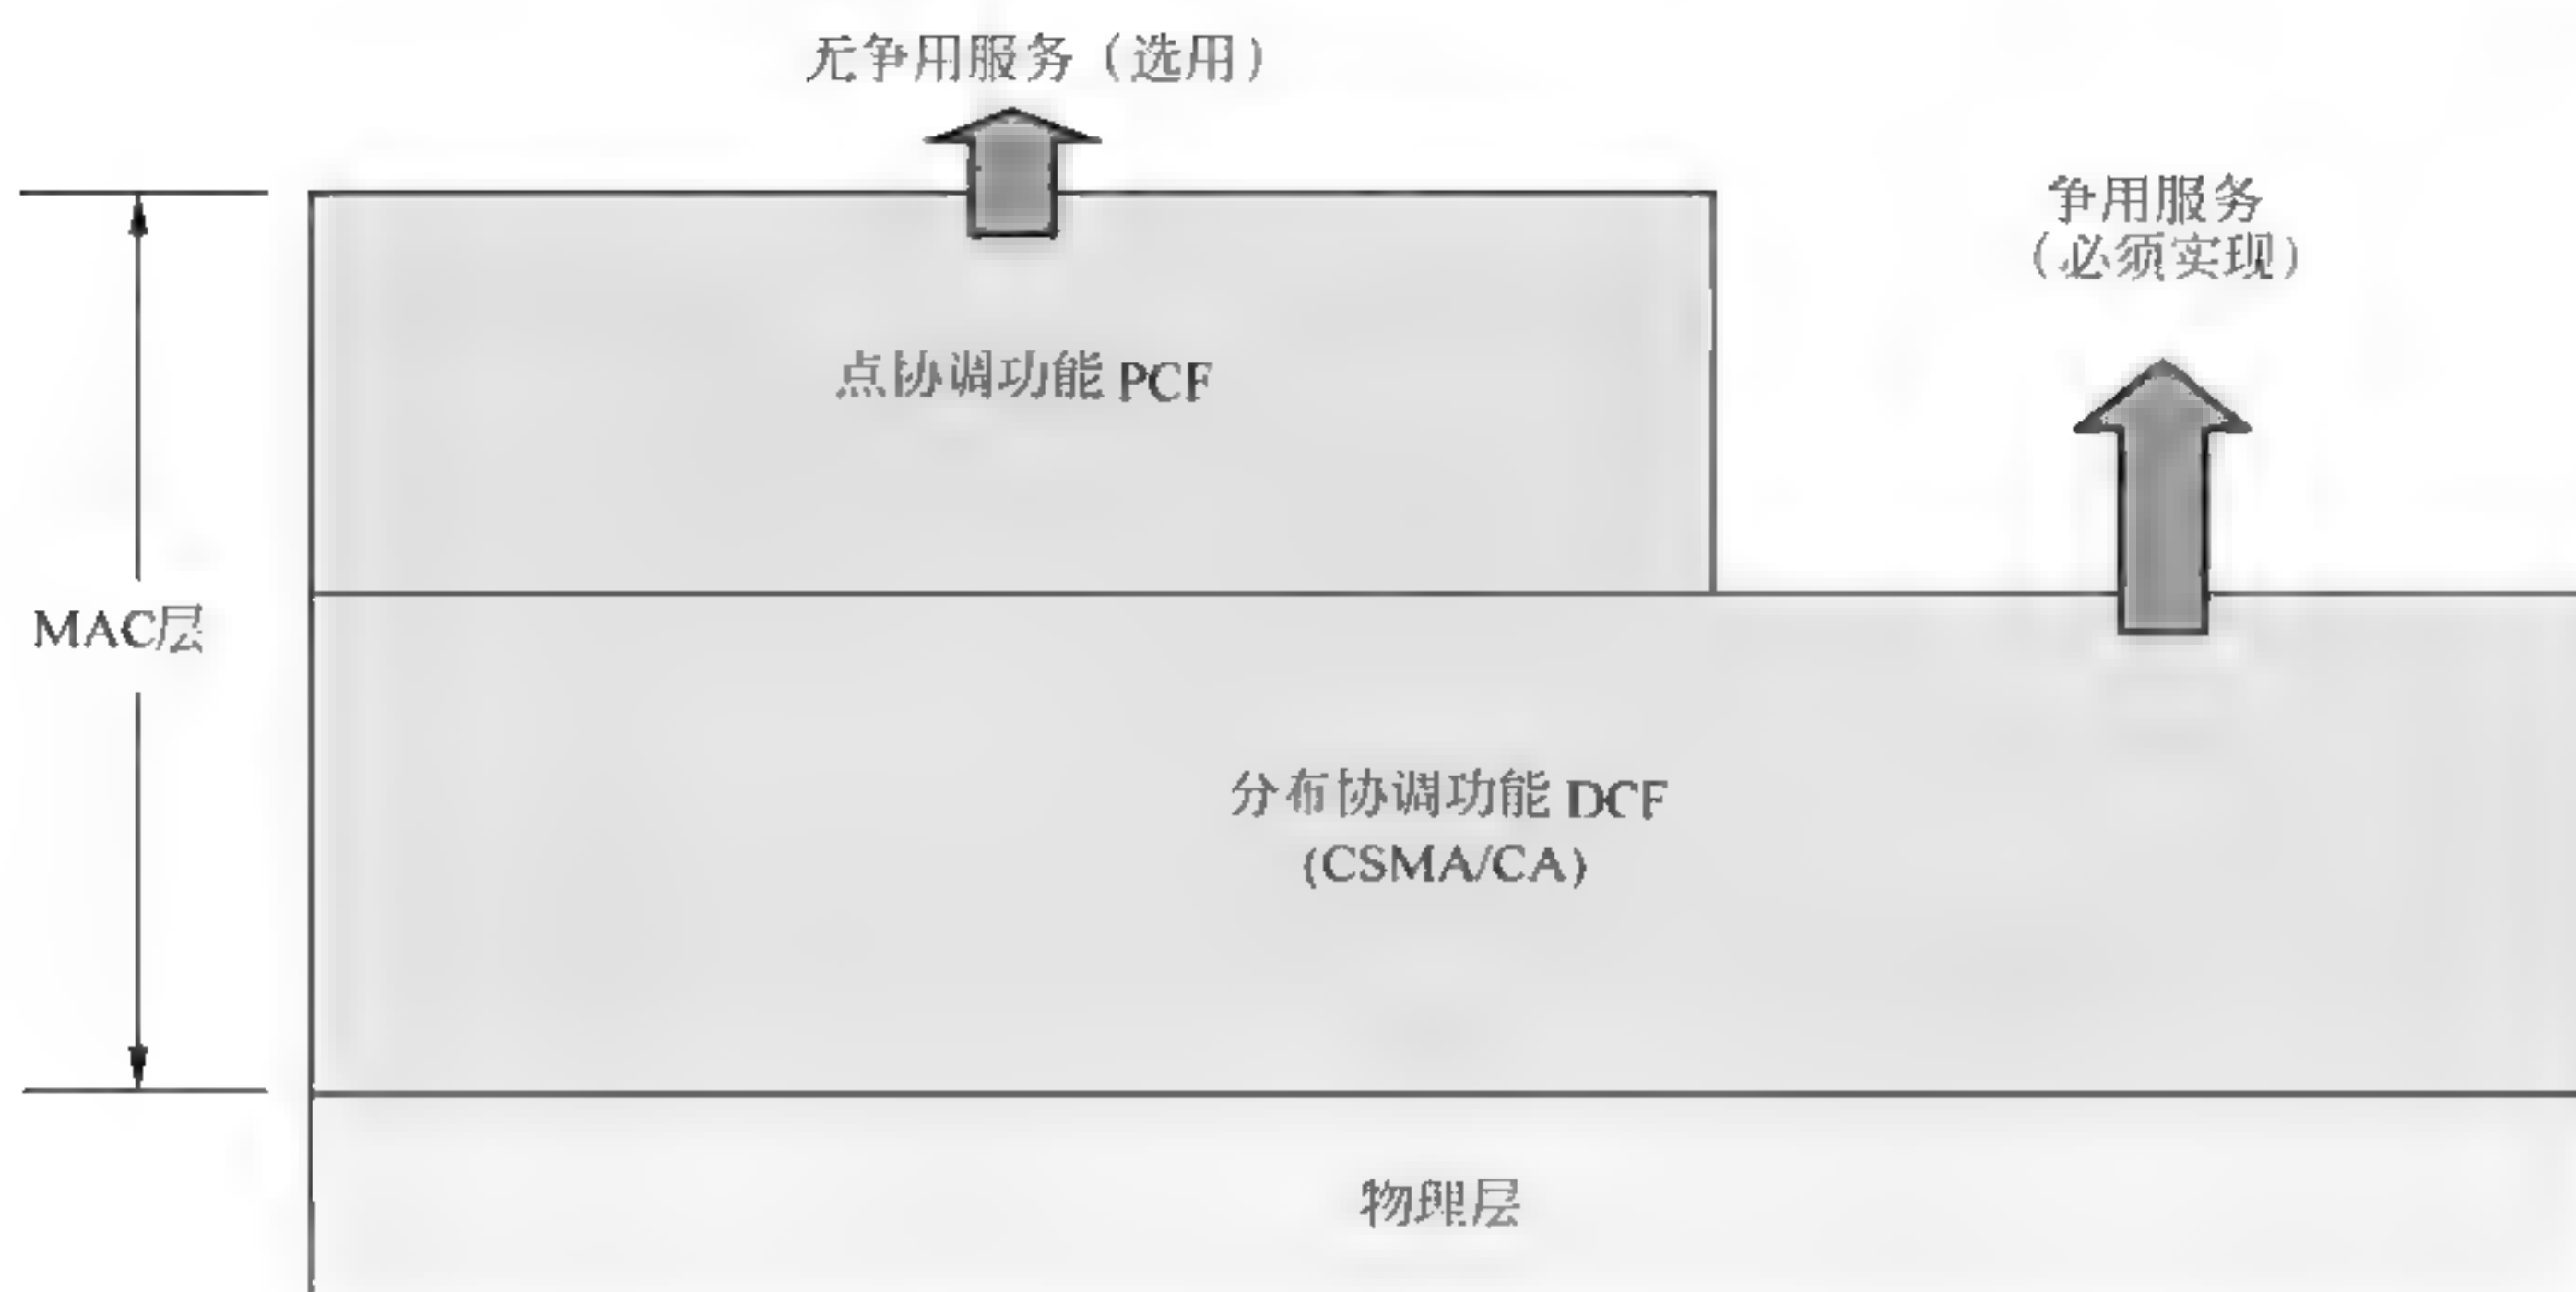 无争用服务（选用）
争用服务
（必须实现）
点协调功能 PCF
MAC层
分布协调功能 DCF
(CSMA/CA)
物理层